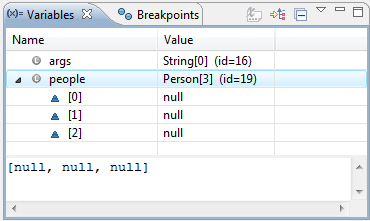 Variables Breakpoints
Name Value
args String[0] (id=16)
people Person[3] (id=19)
[0] null
[1] null
[2] null
[null, null, null]